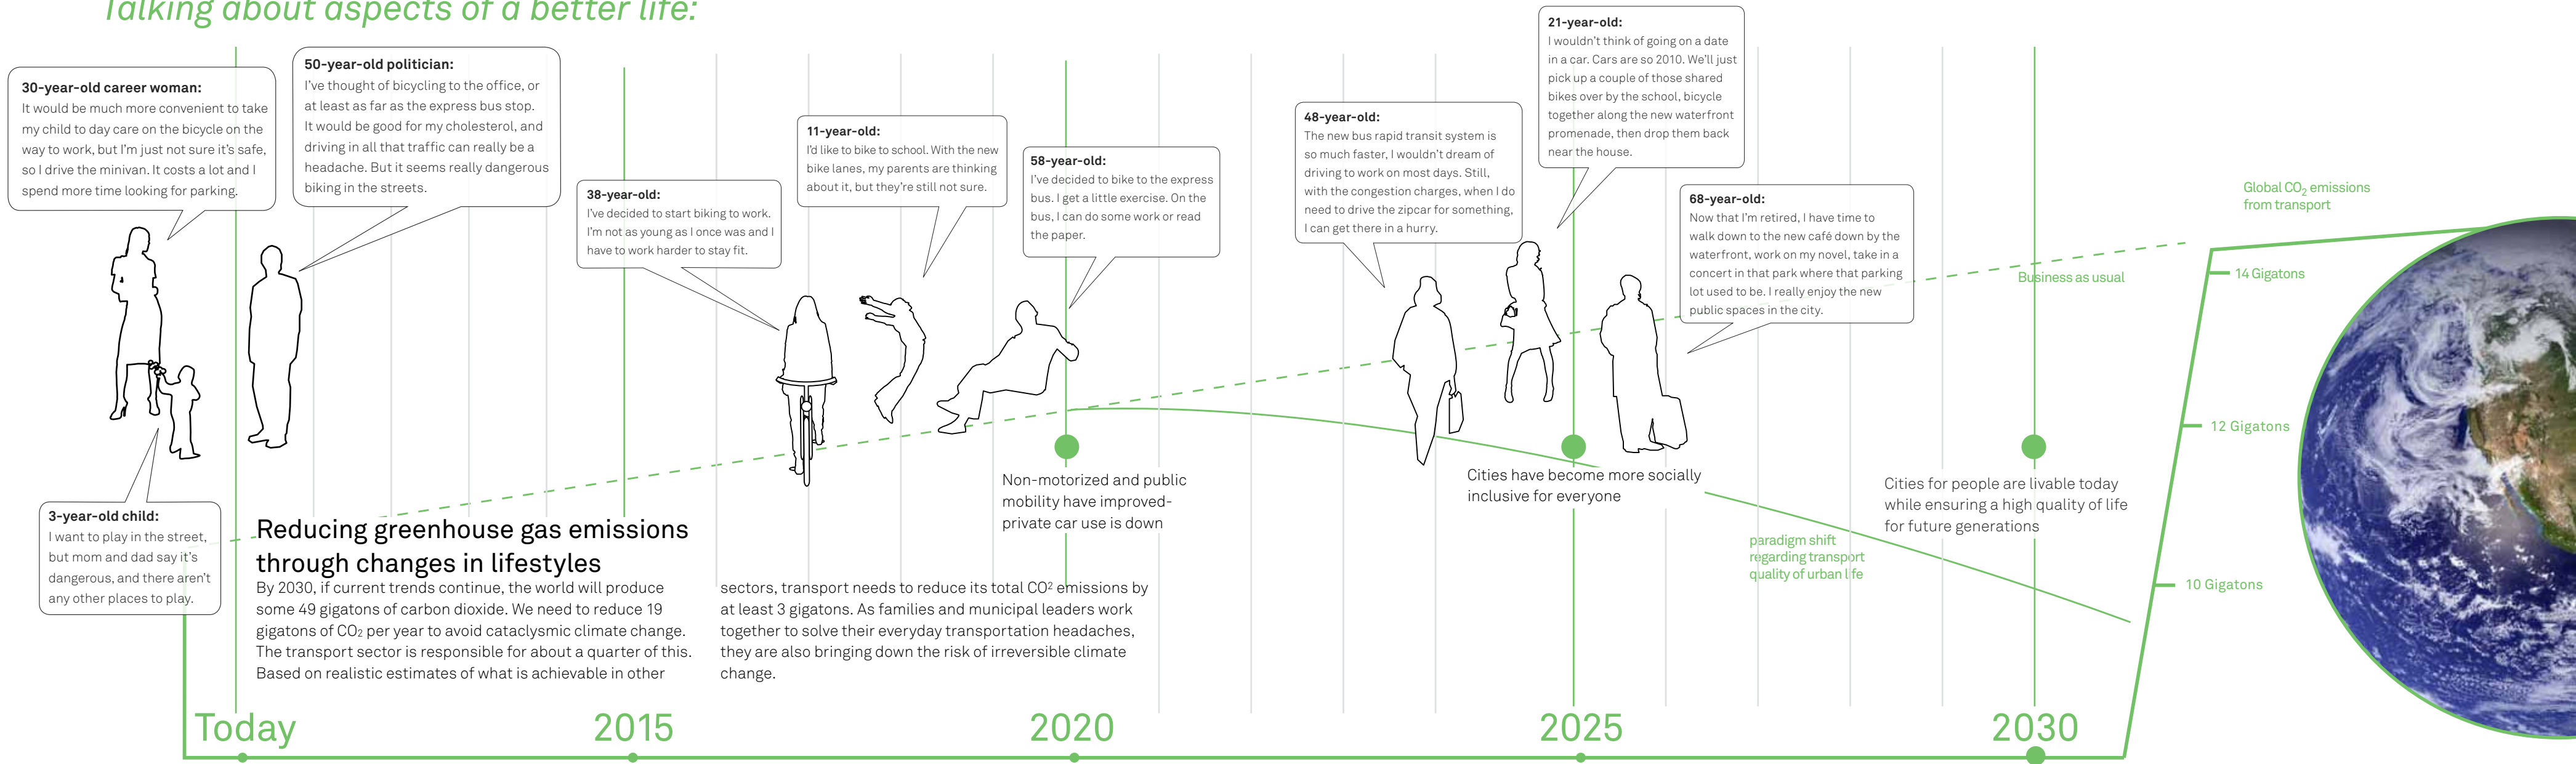 Talking about aspects of a better life:
30-year-old career woman:
It would be much more convenient to take
my child to day care on the bicycle on the
way to work, but I'm just not sure it's safe,
so I drive the minivan. It costs a lot and I
spend more time looking for parking.
50-year-old politician:
I've thought of bicycling to the office, or
at least as far as the express bus stop.
It would be good for my cholesterol, and
driving in all that traffic can really be a
headache. But it seems really dangerous
biking in the streets.
38-year-old:
I've decided to start biking to work.
I'm not as young as I once was and I
have to work harder to stay fit.
11-year-old:
I'd like to bike to school. With the new
bike lanes, my parents are thinking
about it, but they're still not sure.
58-year-old:
I've decided to bike to the express
bus. I get a little exercise. On the
bus, I can do some work or read
the paper.
48-year-old:
The new bus rapid transit system is
so much faster, I wouldn't dream of
driving to work on most days. Still,
with the congestion charges, when I do
need to drive the zipcar for something,
I can get there in a hurry.
21-year-old:
I wouldn't think of going on a date
in a car. Cars are so 2010. We'll just
pick up a couple of those shared
bikes over by the school, bicycle
together along the new waterfront
promenade, then drop them back
near the house.
68-year-old:
Now that I'm retired, I have time to
walk down to the new café down by the
waterfront, work on my novel, take in a
concert in that park where that parking
lot used to be. I really enjoy the new
public spaces in the city.
Global CO₂ emissions
from transport
Business as usual
14 Gigatons
12 Gigatons
10 Gigatons
3-year-old child:
I want to play in the street,
but mom and dad say it's
dangerous, and there aren't
any other places to play.
Reducing greenhouse gas emissions
through changes in lifestyles
By 2030, if current trends continue, the world will produce
some 49 gigatons of carbon dioxide. We need to reduce 19
gigatons of CO₂ per year to avoid cataclysmic climate change.
The transport sector is responsible for about a quarter of this.
Based on realistic estimates of what is achievable in other
sectors, transport needs to reduce its total CO² emissions by
at least 3 gigatons. As families and municipal leaders work
together to solve their everyday transportation headaches,
they are also bringing down the risk of irreversible climate
change.
Non-motorized and public
mobility have improved-
private car use is down
Cities have become more socially
inclusive for everyone
Cities for people are livable today
while ensuring a high quality of life
for future generations
paradigm shift
regarding transport
quality of urban life
Today
2015
2020
2025
2030